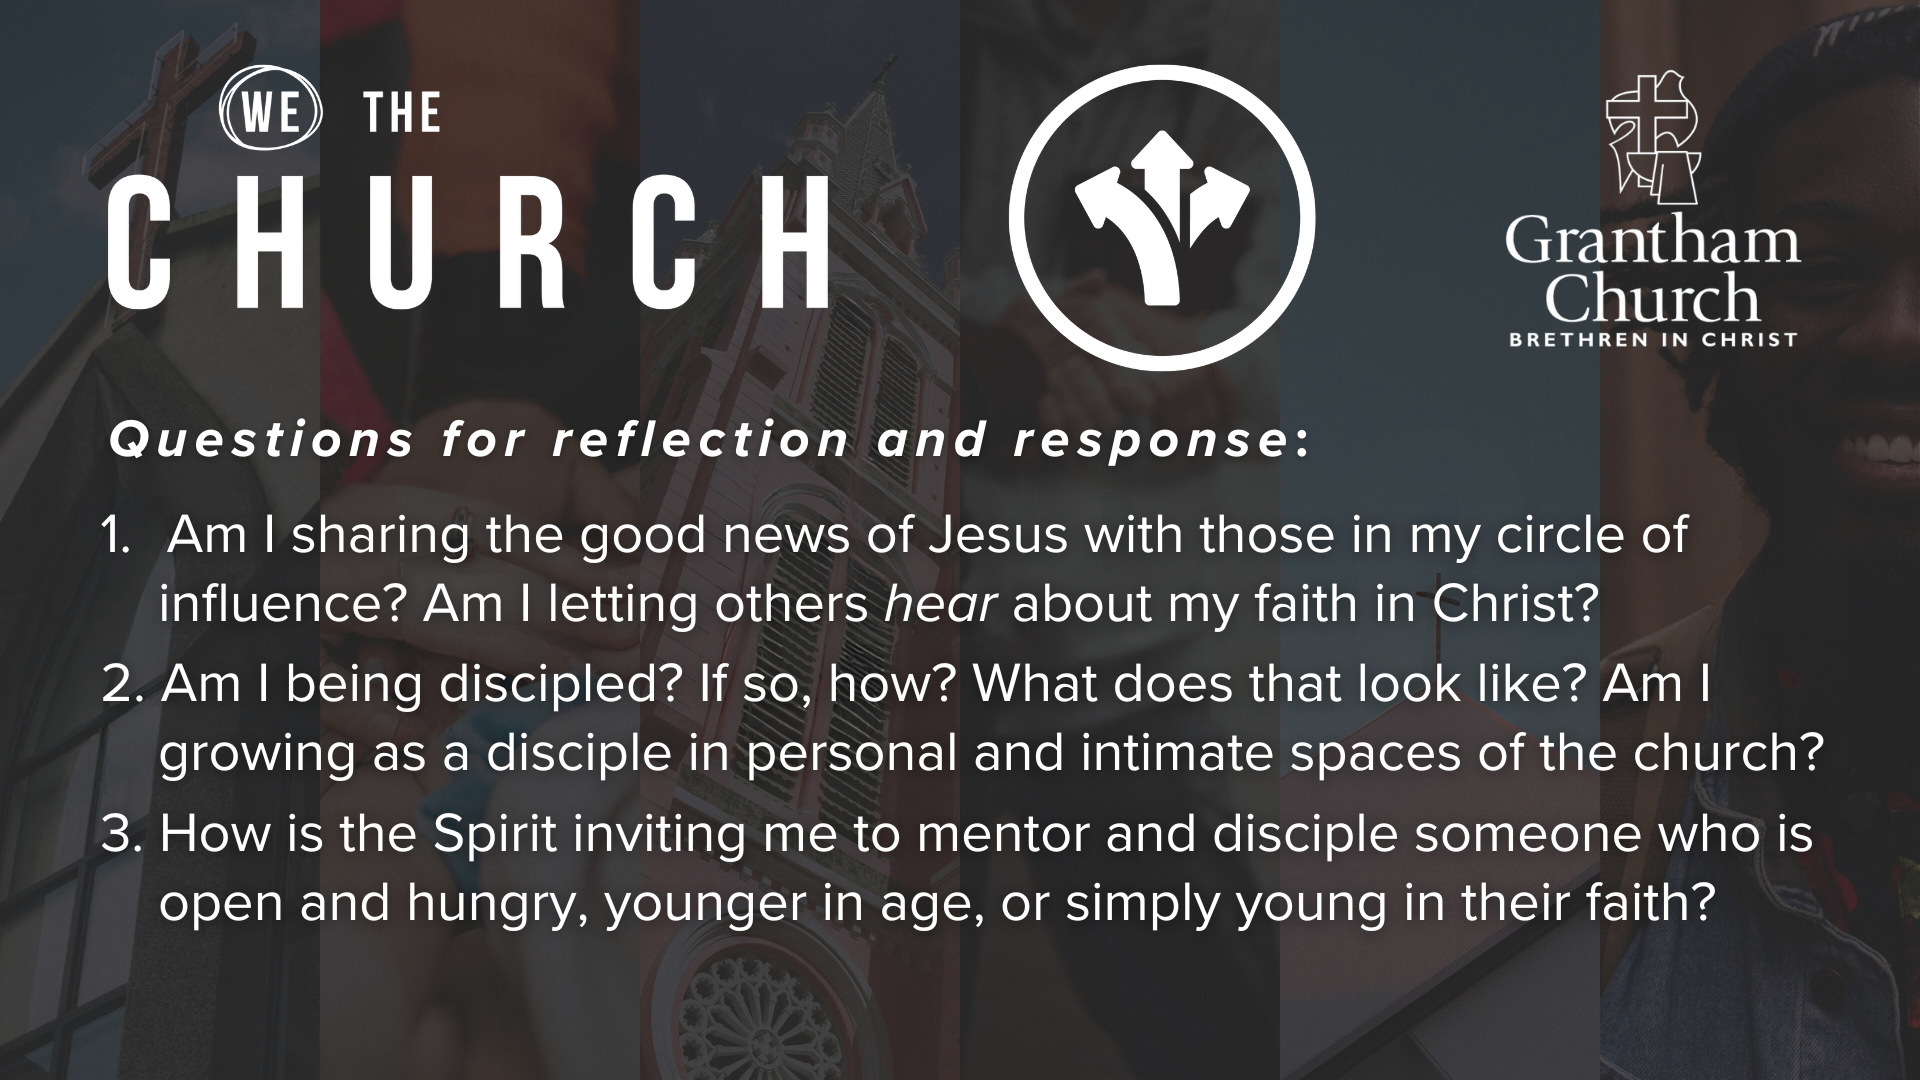 WE THE
CHURCH
Grantham
Church
BRETHREN IN CHRIST
Questions for reflection and response:
1. Am I sharing the good news of Jesus with those in my circle of
influence? Am I letting others hear about my faith in Christ?
2. Am I being discipled? If so, how? What does that look like? Am I
growing as a disciple in personal and intimate spaces of the church?
3. How is the Spirit inviting me to mentor and disciple someone who is
open and hungry, younger in age, or simply young in their faith?